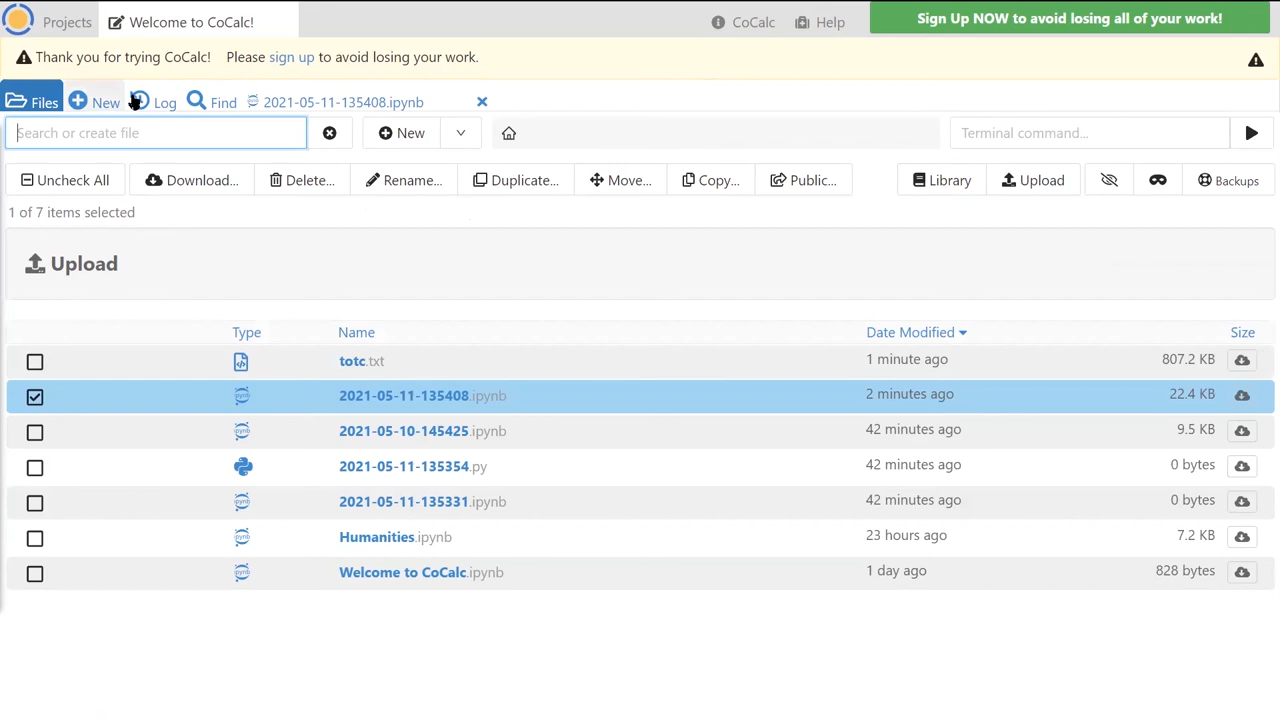 Projects Welcome to CoCalc! CoCalc Help Sign Up NOW to avoid losing all of your work!
Thank you for trying CoCalc! Please sign up to avoid losing your work.
Files New Log Find 2021-05-11-135408.ipynb
Search or create file New Terminal command...
Uncheck All Download... Delete... Rename... Duplicate... Move... Copy... Public... Library Upload Backups
1 of 7 items selected
Upload
Type Name Date Modified Size
totc.txt 1 minute ago 807.2 KB
2021-05-11-135408.ipynb 2 minutes ago 22.4 KB
2021-05-10-145425.ipynb 42 minutes ago 9.5 KB
2021-05-11-135354.py 42 minutes ago 0 bytes
2021-05-11-135331.ipynb 42 minutes ago 0 bytes
Humanities.ipynb 23 hours ago 7.2 KB
Welcome to CoCalc.ipynb 1 day ago 828 bytes